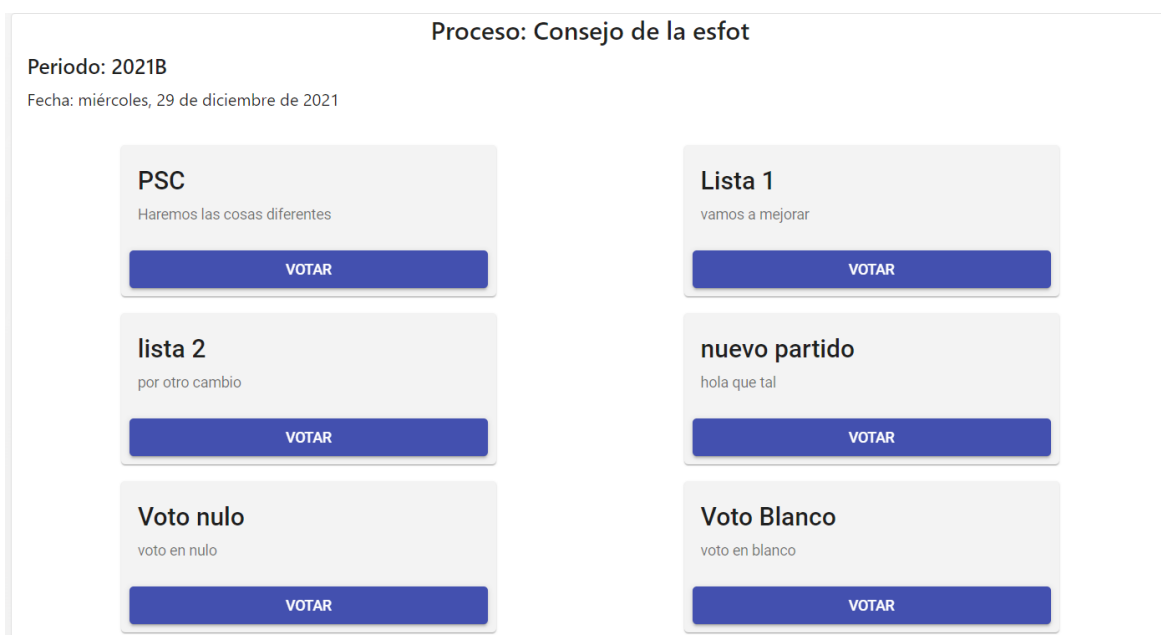 Proceso: Consejo de la esfot
Periodo: 2021B
Fecha: miércoles, 29 de diciembre de 2021
PSC
Haremos las cosas diferentes
VOTAR
Lista 1
vamos a mejorar
VOTAR
lista 2
por otro cambio
VOTAR
nuevo partido
hola que tal
VOTAR
Voto nulo
voto en nulo
VOTAR
Voto Blanco
voto en blanco
VOTAR